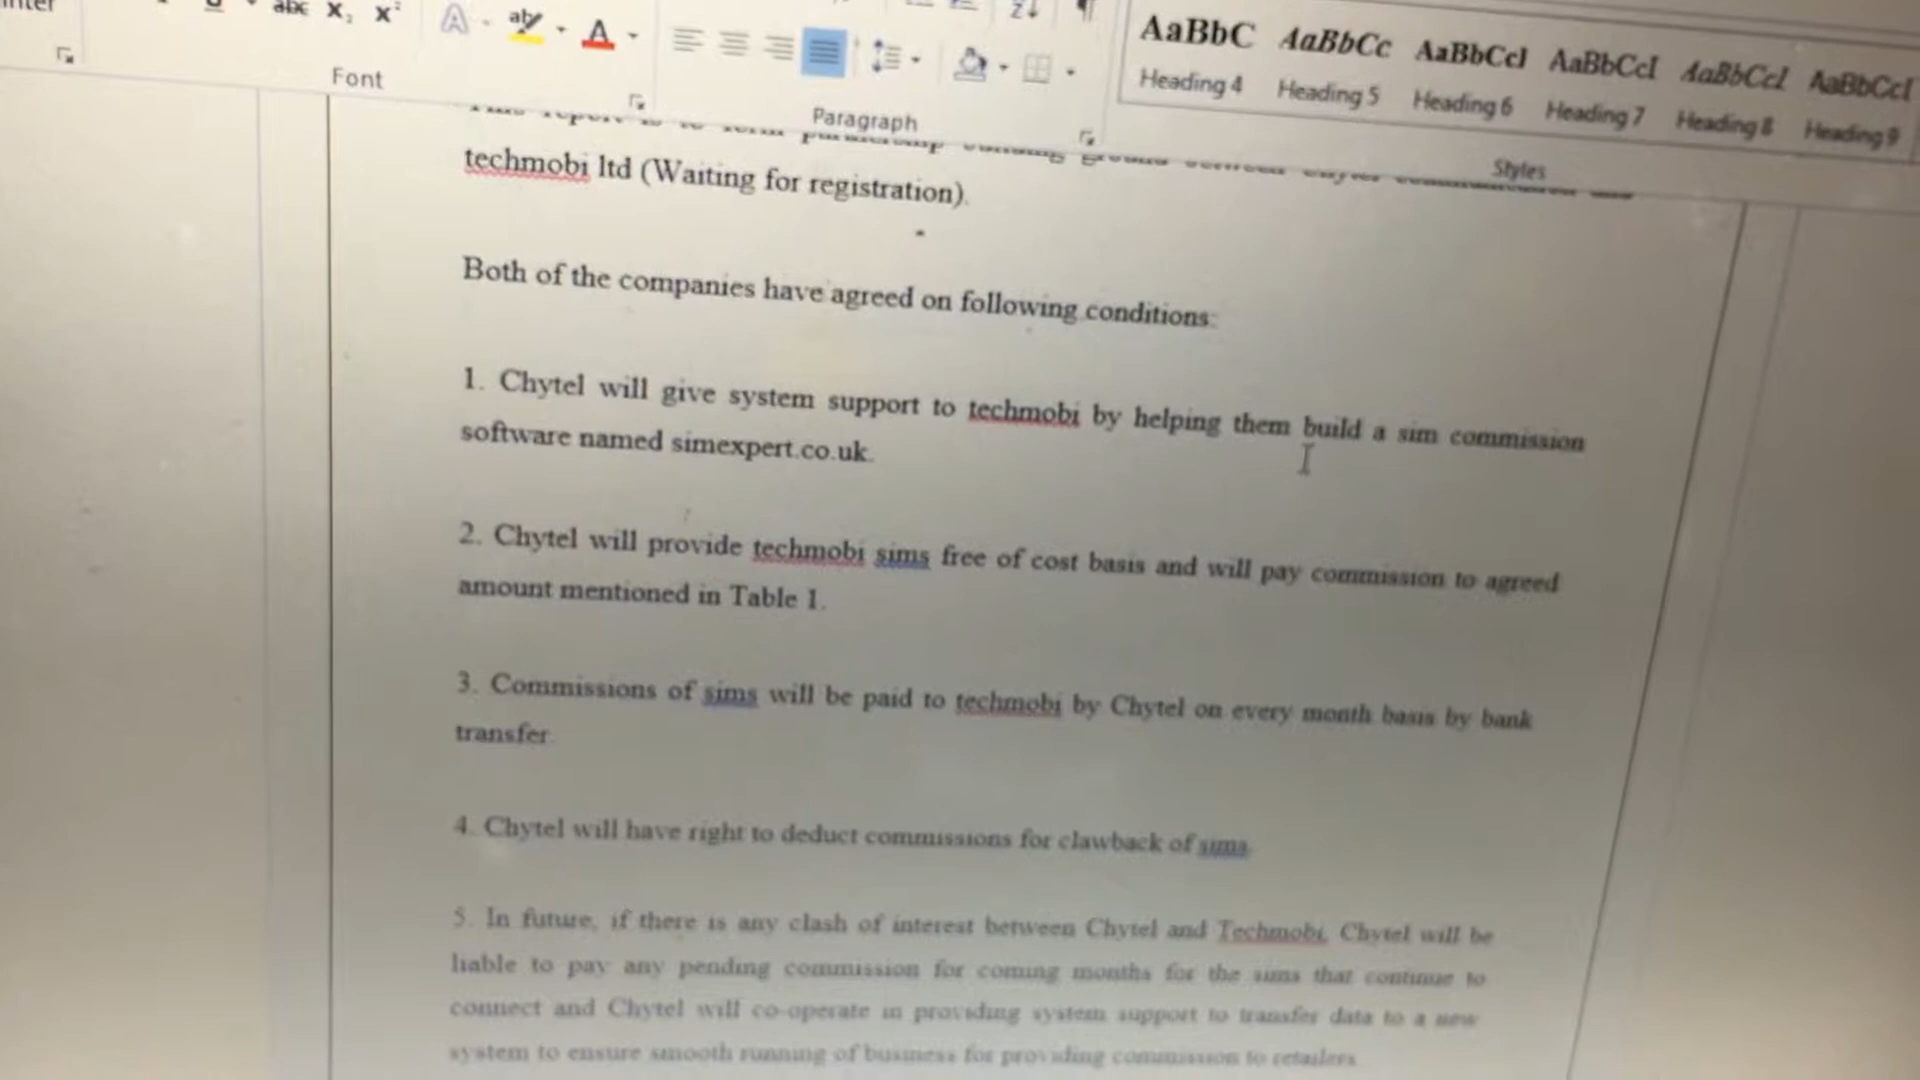 abc X₂ X²
A aby A
Font
Paragraph
AaBbC AaBbCc AaBbCcI AaBbCcI AaBbCcI AaBbCcI
Heading 4 Heading 5 Heading 6 Heading 7 Heading 8 Heading 9
Styles
techmobi ltd (Waiting for registration).
Both of the companies have agreed on following conditions:
1. Chytel will give system support to techmobi by helping them build a sim commission
software named simexpert.co.uk.
2. Chytel will provide techmobi sims free of cost basis and will pay commission to agreed
amount mentioned in Table 1.
3. Commissions of sims will be paid to techmobi by Chytel on every month basis by bank
transfer.
4. Chytel will have right to deduct commissions for clawback of sims.
5. In future, if there is any clash of interest between Chytel and Techmobi, Chytel will be
liable to pay any pending commission for coming months for the sims that continue to
connect and Chytel will co-operate in providing system support to transfer data to a new
system to ensure smooth running of business for providing commission to retailers.